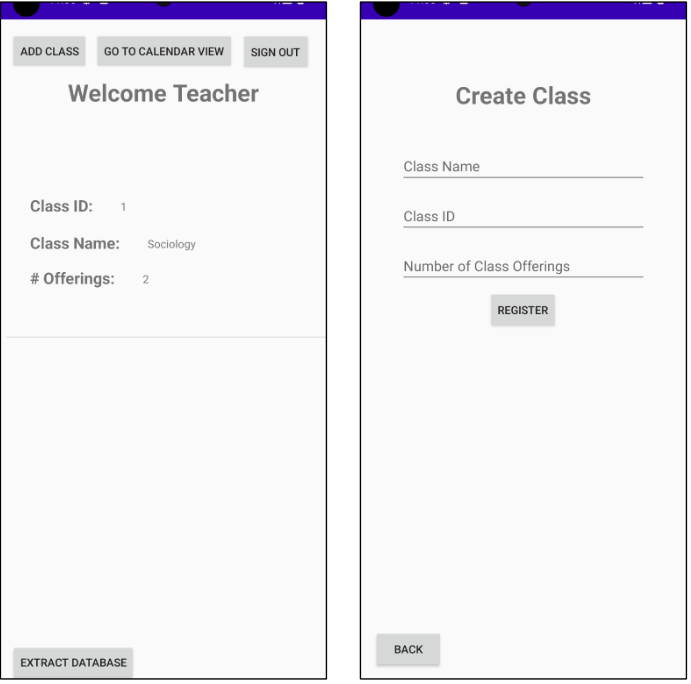 ADD CLASS GO TO CALENDAR VIEW SIGN OUT
Welcome Teacher
Class ID: 1
Class Name: Sociology
# Offerings: 2
EXTRACT DATABASE
Create Class
Class Name
Class ID
Number of Class Offerings
REGISTER
BACK